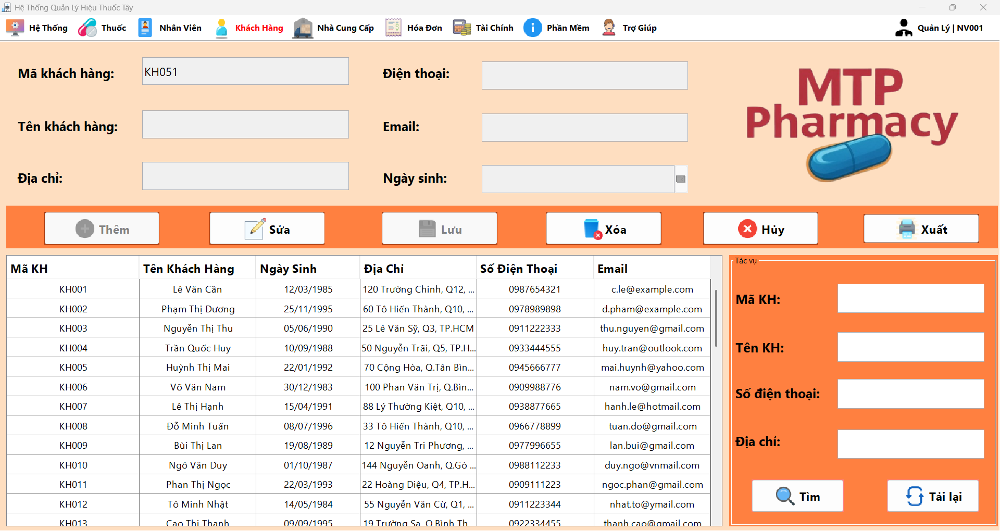 Hệ Thống Quản Lý Hiệu Thuốc Tây
Hệ Thống Thuốc Nhân Viên Khách Hàng Nhà Cung Cấp Hóa Đơn Tài Chính Phần Mềm Trợ Giúp Quản Lý | NV001
Mã khách hàng: KH051 Điện thoại:
Tên khách hàng: Email:
Địa chỉ: Ngày sinh:
MTP
Pharmacy
Thêm Sửa Lưu Xóa Hủy Xuất
Mã KH Tên Khách Hàng Ngày Sinh Địa Chỉ Số Điện Thoại Email
KH001 Lê Văn Cần 12/03/1985 120 Trường Chinh, Q12, ... 0987654321 c.le@example.com
KH002 Phạm Thị Dương 25/11/1995 60 Tô Hiến Thành, Q10, ... 0978989898 d.pham@example.com
KH003 Nguyễn Thị Thu 05/06/1990 25 Lê Văn Sỹ, Q3, TP.HCM 0911222333 thu.nguyen@gmail.com
KH004 Trần Quốc Huy 10/09/1988 50 Nguyễn Trãi, Q5, TP.H... 0933444555 huy.tran@outlook.com
KH005 Huỳnh Thị Mai 22/01/1992 70 Cộng Hòa, Q.Tân Bìn... 0945666777 mai.huynh@yahoo.com
KH006 Võ Văn Nam 30/12/1983 100 Phan Văn Trị, Q.Bìn... 0909988776 nam.vo@gmail.com
KH007 Lê Thị Hạnh 15/04/1991 88 Lý Thường Kiệt, Q10, ... 0938877665 hanh.le@hotmail.com
KH008 Đỗ Minh Tuấn 08/07/1996 33 Tô Hiến Thành, Q10, ... 0966778899 tuan.do@gmail.com
KH009 Bùi Thị Lan 19/08/1989 12 Nguyễn Tri Phương, ... 0977996655 lan.bui@gmail.com
KH010 Ngô Văn Duy 01/10/1987 144 Nguyễn Oanh, Q.Gò ... 0988112233 duy.ngo@vnmail.com
KH011 Phan Thị Ngọc 22/03/1993 22 Hoàng Diệu, Q4, TP.H... 0909111223 ngoc.phan@gmail.com
KH012 Tô Minh Nhật 14/05/1984 55 Nguyễn Văn Cừ, Q1, ... 0911223344 nhat.to@ymail.com
KH013 Cao Thị Thanh 09/09/1995 19 Trường Sa, Q.Bình Th... 0922334455 thanh.cao@gmail.com
Tác vụ
Mã KH:
Tên KH:
Số điện thoại:
Địa chỉ:
Tìm Tải lại